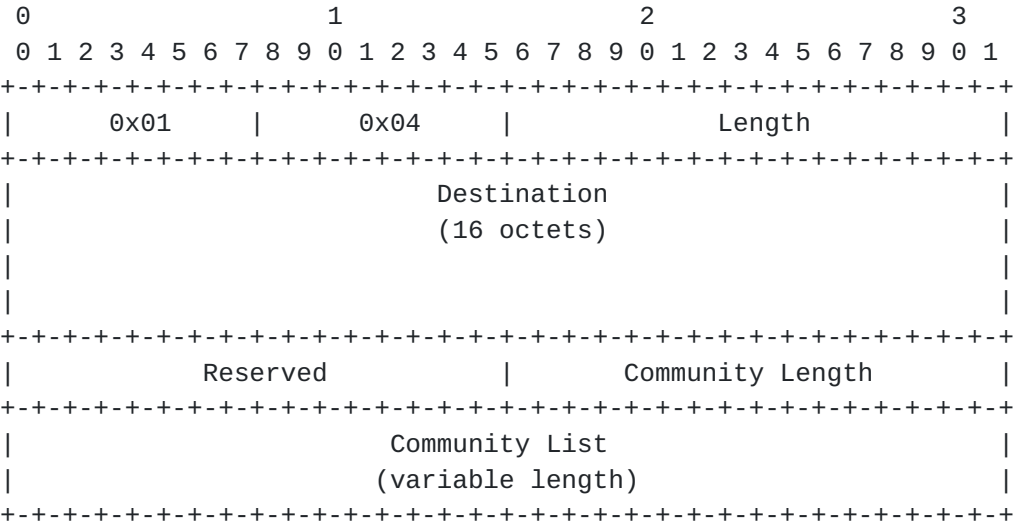 0                   1                   2                   3
 0 1 2 3 4 5 6 7 8 9 0 1 2 3 4 5 6 7 8 9 0 1 2 3 4 5 6 7 8 9 0 1
+-+-+-+-+-+-+-+-+-+-+-+-+-+-+-+-+-+-+-+-+-+-+-+-+-+-+-+-+-+-+-+-+
|      0x01     |      0x04     |             Length            |
+-+-+-+-+-+-+-+-+-+-+-+-+-+-+-+-+-+-+-+-+-+-+-+-+-+-+-+-+-+-+-+-+
|                           Destination                         |
|                           (16 octets)                         |
|                                                               |
|                                                               |
+-+-+-+-+-+-+-+-+-+-+-+-+-+-+-+-+-+-+-+-+-+-+-+-+-+-+-+-+-+-+-+-+
|            Reserved           |       Community Length        |
+-+-+-+-+-+-+-+-+-+-+-+-+-+-+-+-+-+-+-+-+-+-+-+-+-+-+-+-+-+-+-+-+
|                        Community List                         |
|                       (variable length)                       |
+-+-+-+-+-+-+-+-+-+-+-+-+-+-+-+-+-+-+-+-+-+-+-+-+-+-+-+-+-+-+-+-+